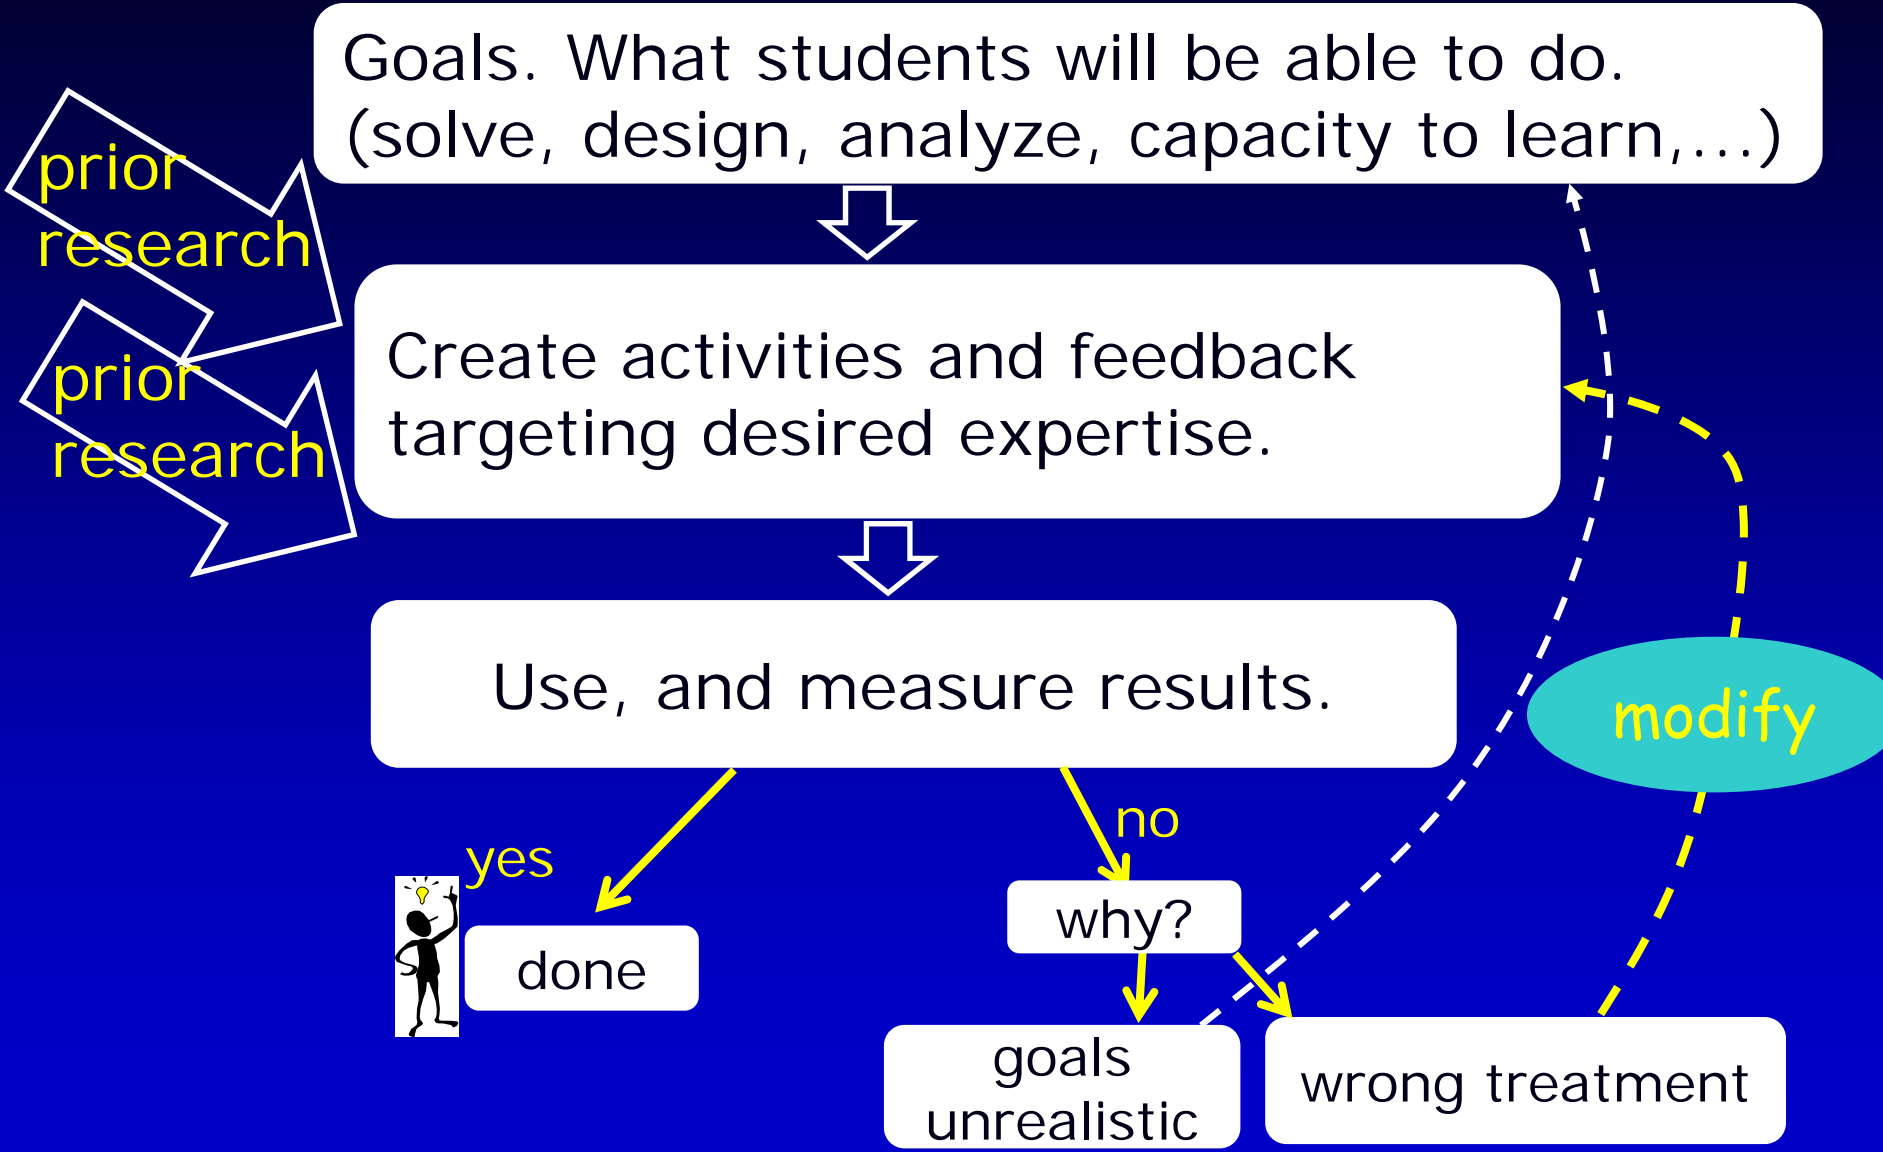 Goals. What students will be able to do.
(solve, design, analyze, capacity to learn,...)
prior
research
Create activities and feedback
targeting desired expertise.
prior
research
Use, and measure results.
modify
no
yes
why?
done
goals
unrealistic
wrong treatment